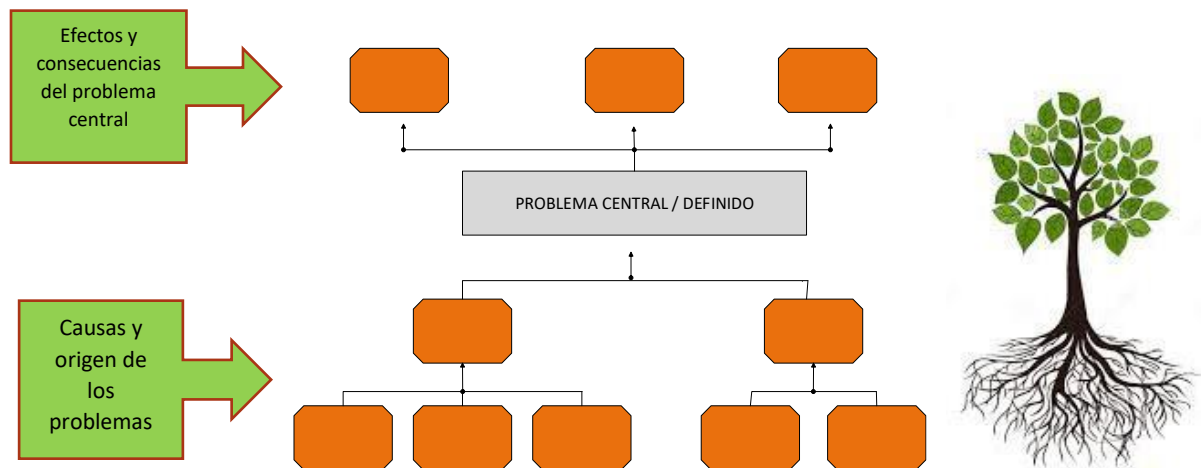 Efectos y
consecuencias
del problema
central
PROBLEMA CENTRAL / DEFINIDO
Causas y
origen de
los
problemas